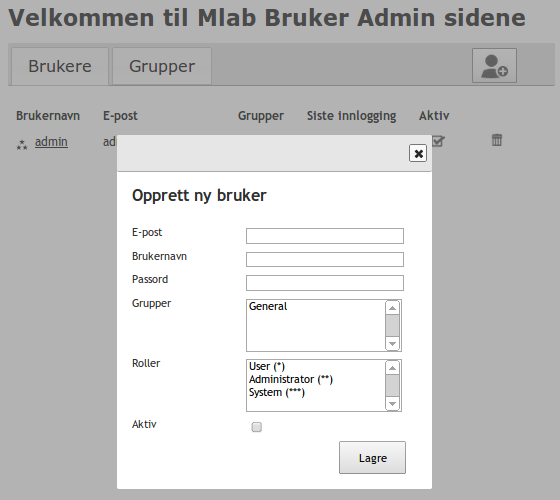 Velkommen til Mlab Bruker Admin sidene
Brukere Grupper
Brukernavn E-post Grupper Siste innlogging Aktiv
admin
Opprett ny bruker
E-post
Brukernavn
Passord
Grupper General
Roller User (*)
Administrator (**)
System (***)
Aktiv
Lagre